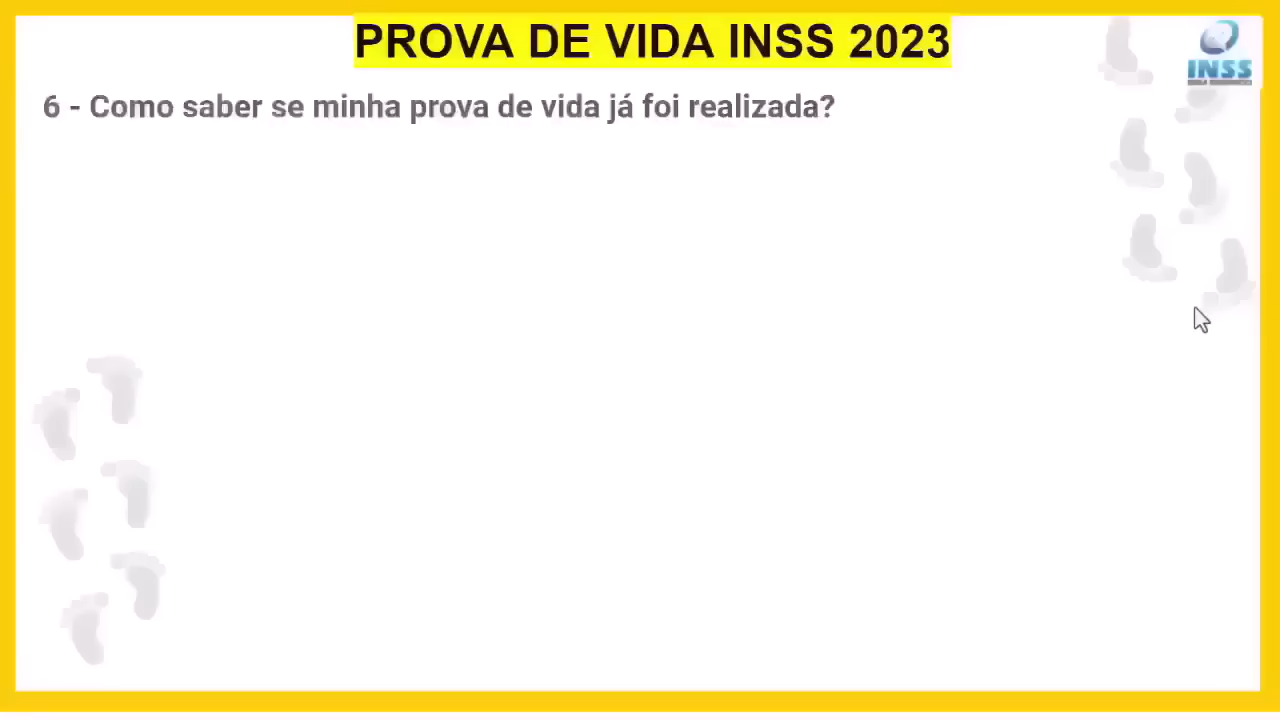 PROVA DE VIDA INSS 2023
INSS
6 - Como saber se minha prova de vida já foi realizada?